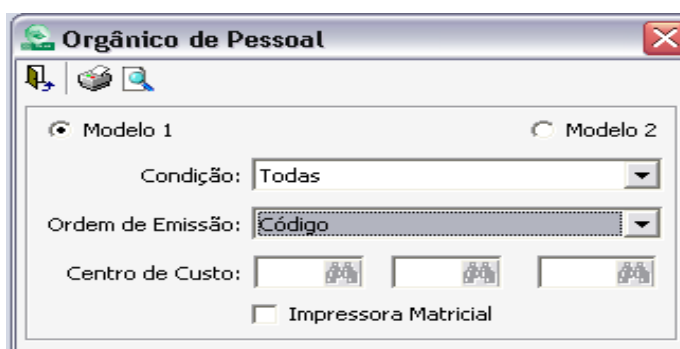 Orgânico de Pessoal
Modelo 1 Modelo 2
Condição: Todas
Ordem de Emissão: Código
Centro de Custo:
Impressora Matricial